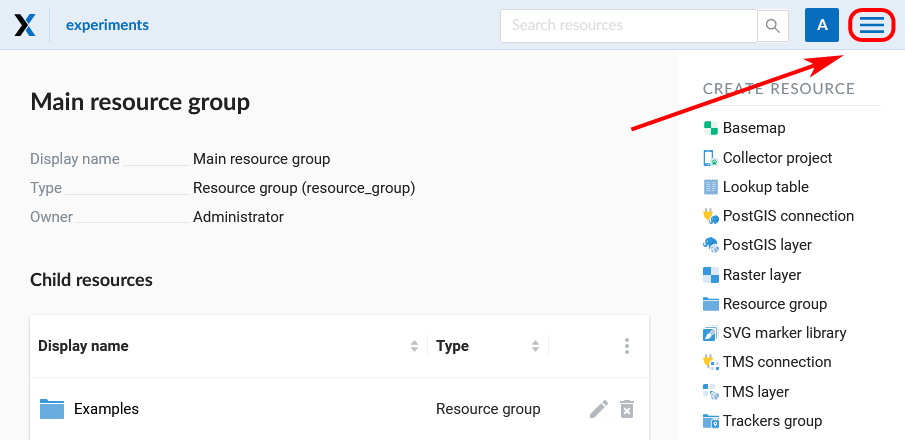 experiments
Search resources
A
Main resource group
Display name Main resource group
Type Resource group (resource_group)
Owner Administrator
Child resources
Display name Type
Examples Resource group
CREATE RESOURCE
Basemap
Collector project
Lookup table
PostGIS connection
PostGIS layer
Raster layer
Resource group
SVG marker library
TMS connection
TMS layer
Trackers group